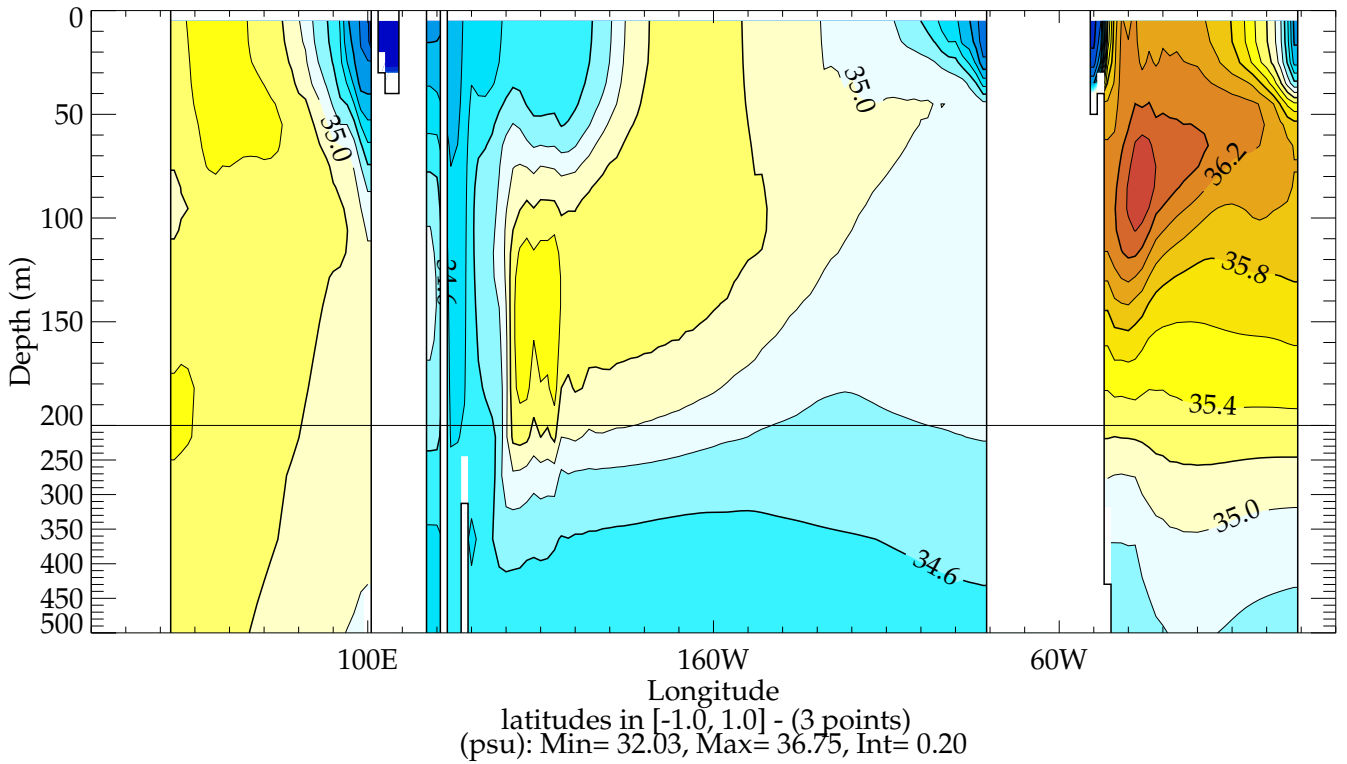 0
50
100
150
200
250
300
350
400
450
500
Depth (m)
35.0
34.6
35.0
34.6
36.2
35.8
35.4
35.0
100E
160W
60W
Longitude
latitudes in [-1.0, 1.0] - (3 points)
(psu): Min= 32.03, Max= 36.75, Int= 0.20